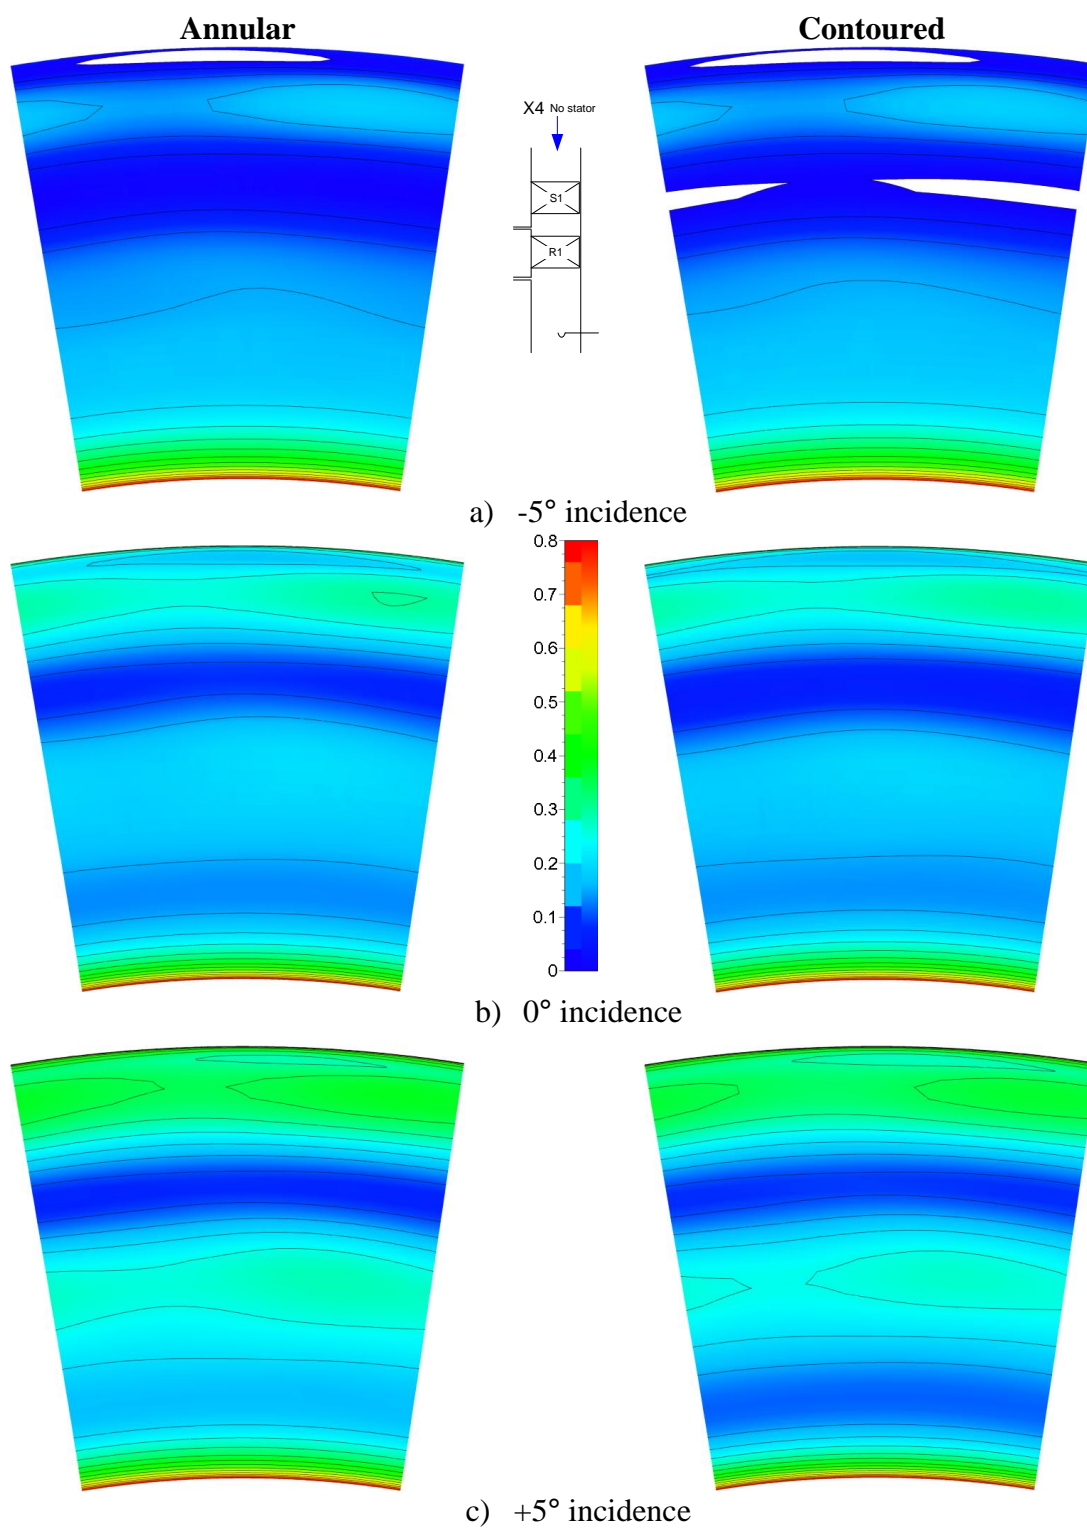 Annular
Contoured
X4 No stator
S1
R1
a) -5° incidence
0.8
0.7
0.6
0.5
0.4
0.3
0.2
0.1
0
b) 0° incidence
c) +5° incidence